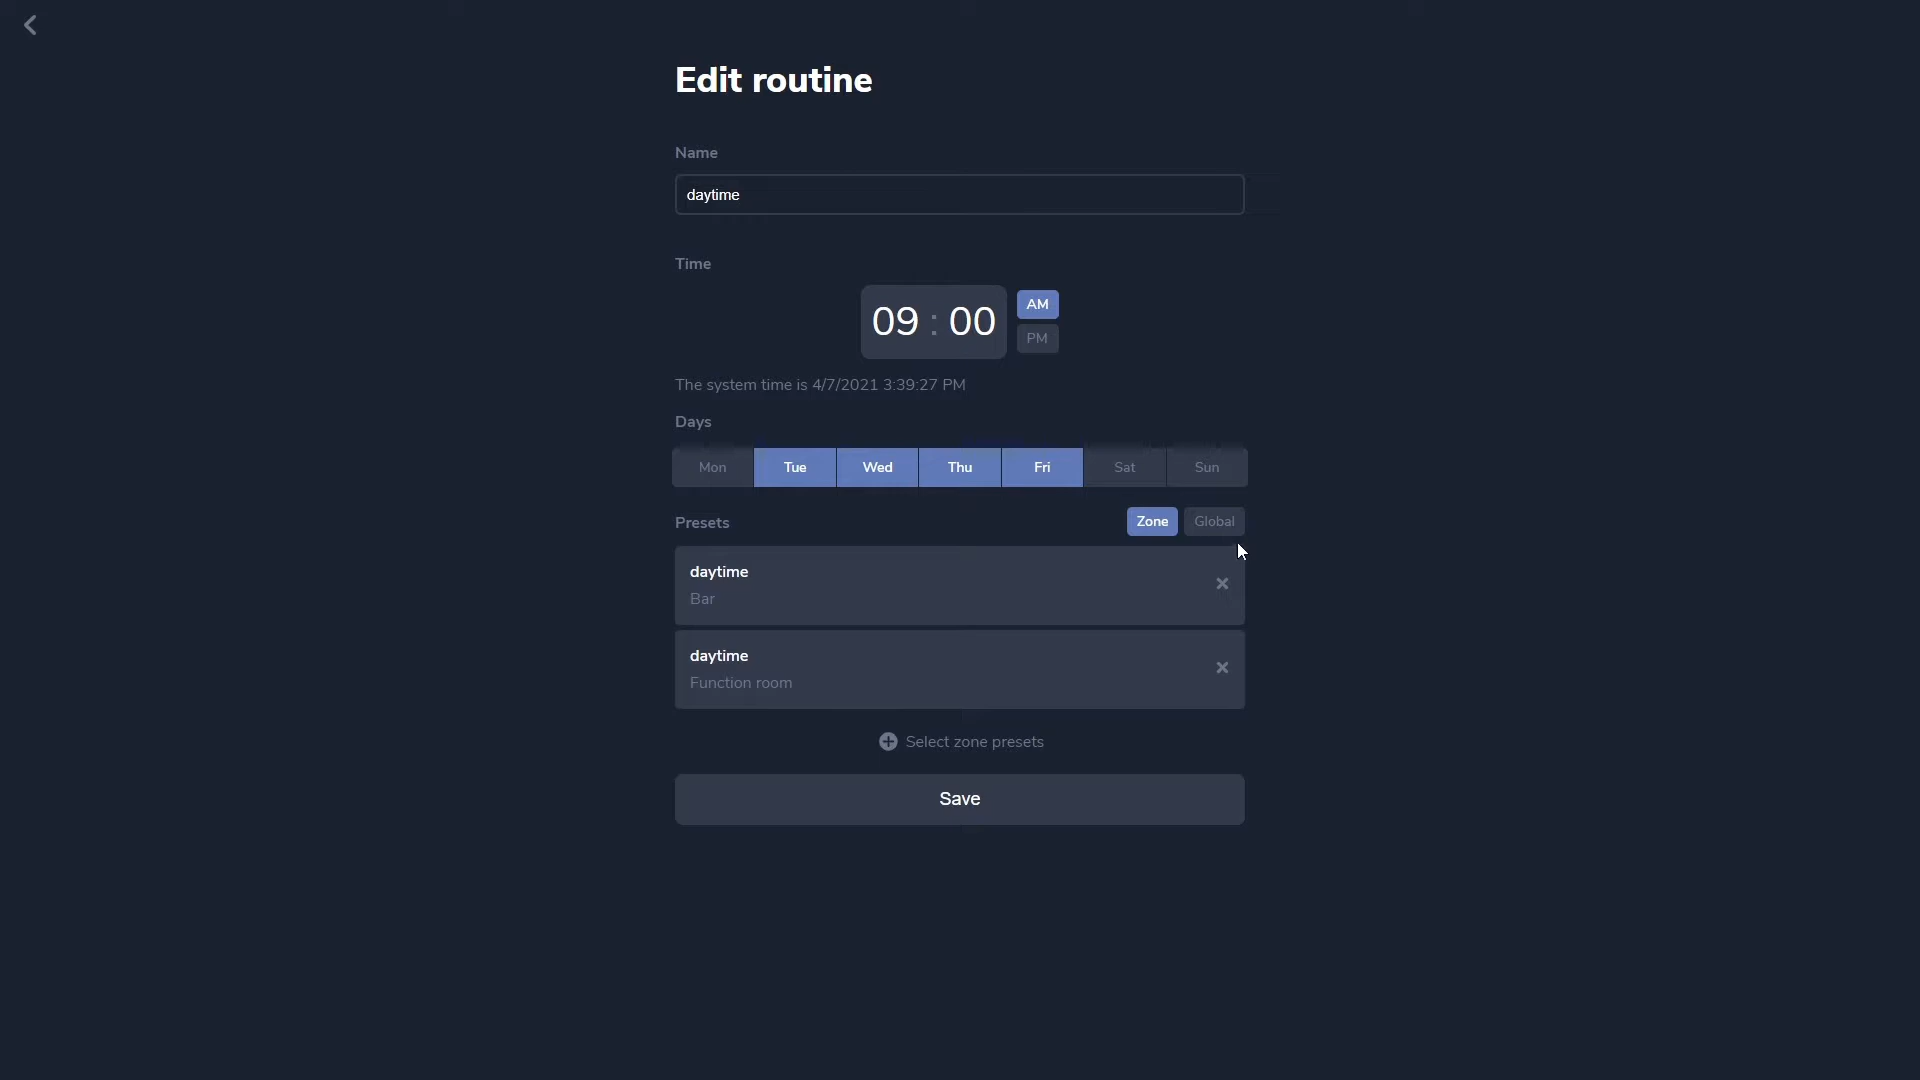 Edit routine
Name
daytime
Time
09 : 00
AM
PM
The system time is 4/7/2021 3:39:27 PM
Days
Mon Tue Wed Thu Fri Sat Sun
Presets Zone Global
daytime
Bar
daytime
Function room
Select zone presets
Save